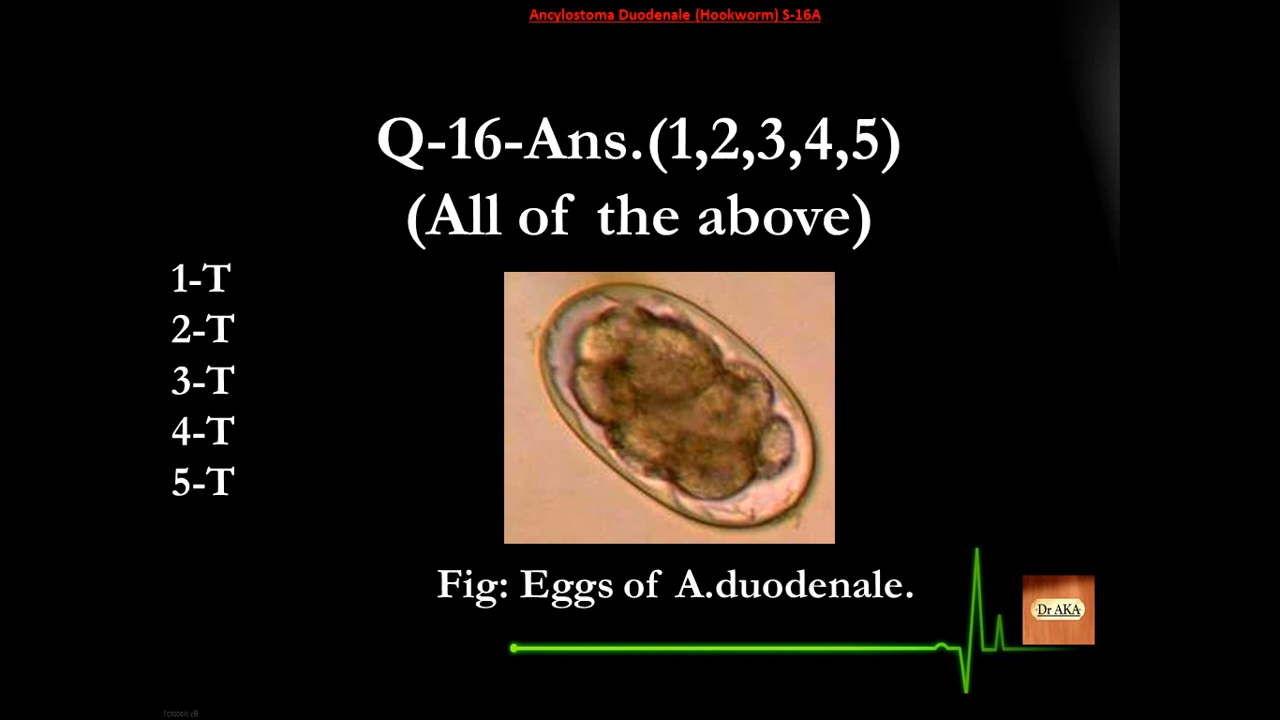 Ancylostoma Duodenale (Hookworm) S-16A
Q-16-Ans.(1,2,3,4,5)
(All of the above)
1-T
2-T
3-T
4-T
5-T
Fig: Eggs of A.duodenale.
Dr AKA